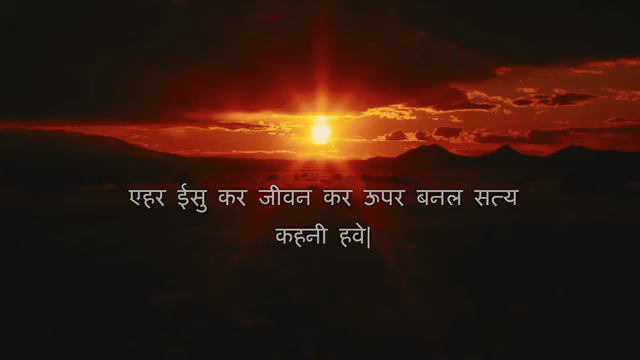 एहर ईसु कर जीवन कर ऊपर बनल सत्य
कहनी हवे|